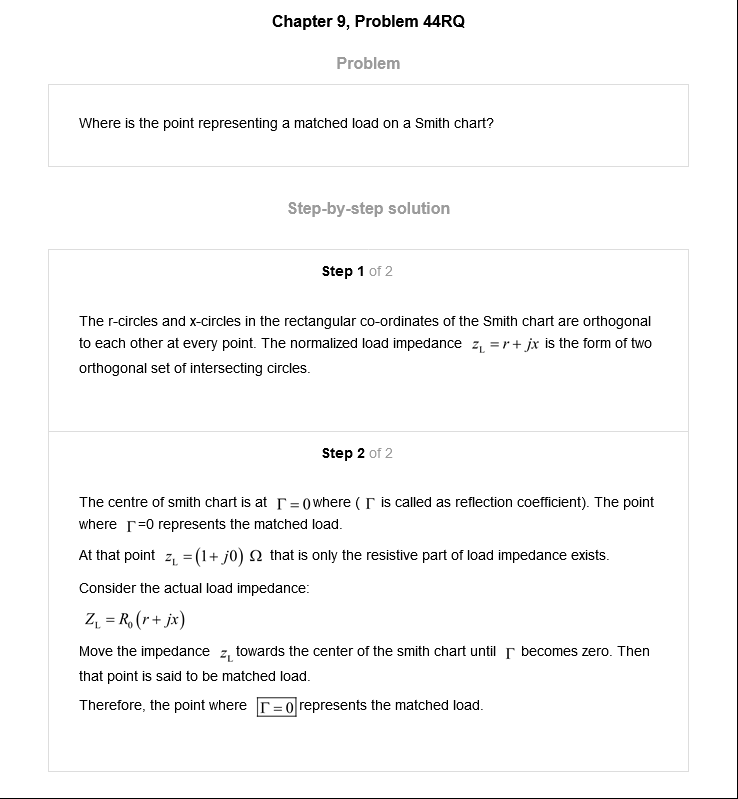 Chapter 9, Problem 44RQ
Problem
Where is the point representing a matched load on a Smith chart?
Step-by-step solution
Step 1 of 2
The r-circles and x-circles in the rectangular co-ordinates of the Smith chart are orthogonal
to each other at every point. The normalized load impedance z_L = r + jx is the form of two
orthogonal set of intersecting circles.
Step 2 of 2
The centre of smith chart is at Γ = 0 where ( Γ is called as reflection coefficient). The point
where Γ=0 represents the matched load.
At that point z_L = (1 + j0) Ω that is only the resistive part of load impedance exists.
Consider the actual load impedance:
Z_L = R_0 (r + jx)
Move the impedance z_L towards the center of the smith chart until Γ becomes zero. Then
that point is said to be matched load.
Therefore, the point where Γ = 0 represents the matched load.